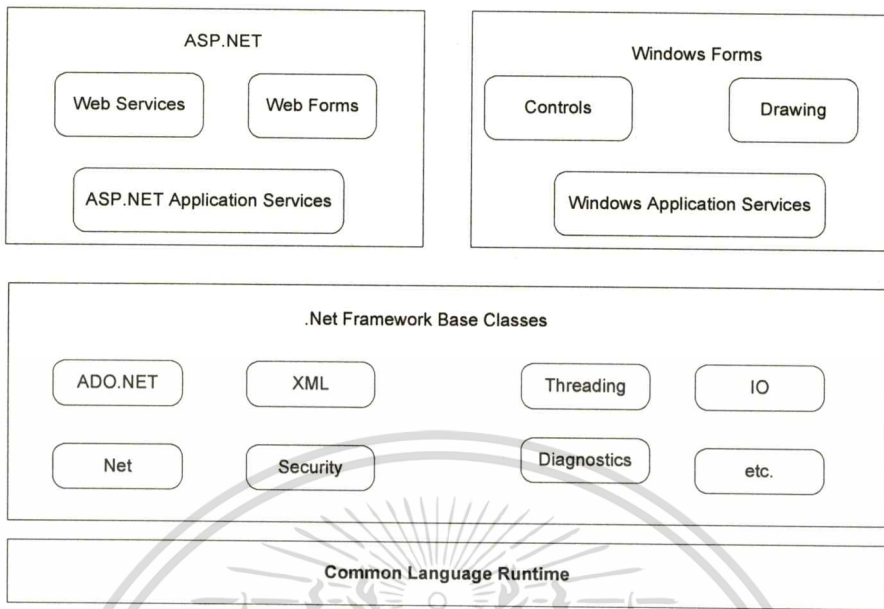 ASP.NET
Web Services
Web Forms
ASP.NET Application Services
Windows Forms
Controls
Drawing
Windows Application Services
.Net Framework Base Classes
ADO.NET
XML
Threading
IO
Net
Security
Diagnostics
etc.
Common Language Runtime